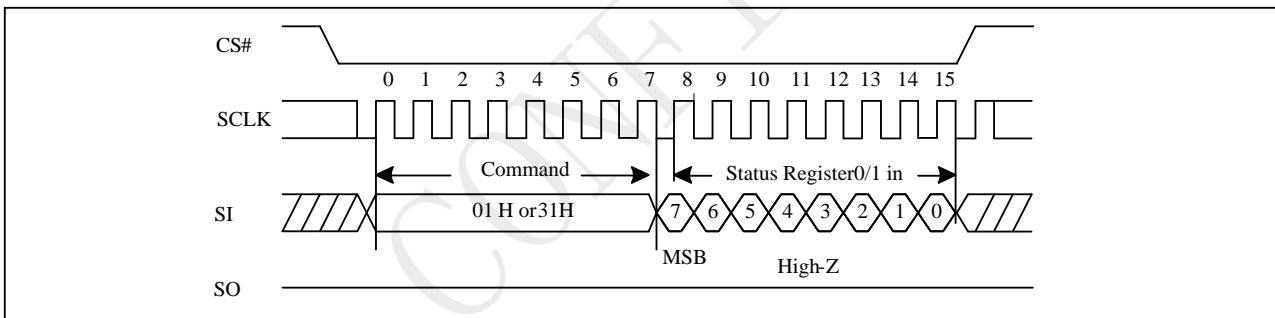 CS#
0 1 2 3 4 5 6 7 8 9 10 11 12 13 14 15
SCLK
Command Status Register0/1 in
SI 01 H or31H 7 6 5 4 3 2 1 0
MSB High-Z
SO